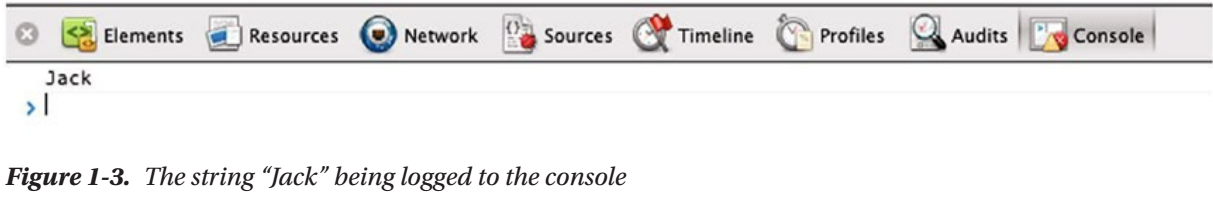 Elements Resources Network Sources Timeline Profiles Audits Console
Jack
>
Figure 1-3. The string “Jack” being logged to the console